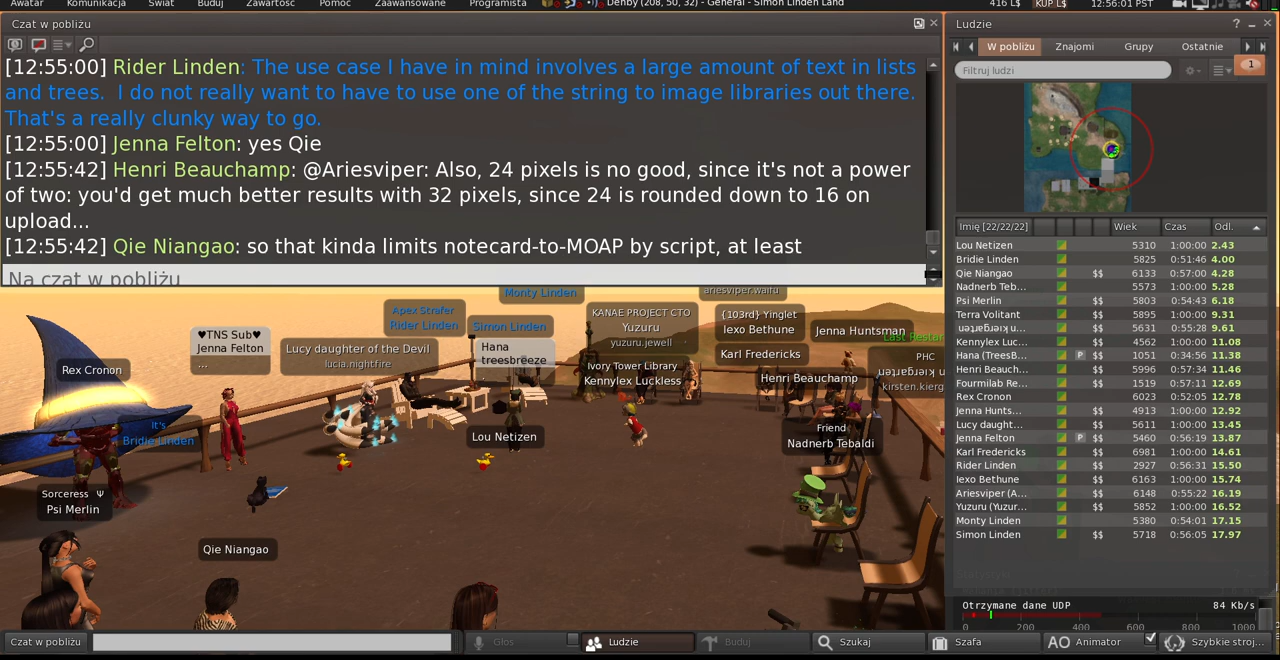 Awatar Komunikacja Świat Buduj Zawartość Pomoc Zaawansowane Programista Denby (208, 50, 32) - General - Simon Linden Land 416 L$ KUP L$ 12:56:01 PST
Czat w pobliżu
[12:55:00] Rider Linden: The use case I have in mind involves a large amount of text in lists
and trees. I do not really want to have to use one of the string to image libraries out there.
That's a really clunky way to go.
[12:55:00] Jenna Felton: yes Qie
[12:55:42] Henri Beauchamp: @Ariesviper: Also, 24 pixels is no good, since it's not a power
of two: you'd get much better results with 32 pixels, since 24 is rounded down to 16 on
upload...
[12:55:42] Qie Niangao: so that kinda limits notecard-to-MOAP by script, at least
Na czat w pobliżu
Monty Linden
ariesviper.waifu
Apex Strafer
Rider Linden
Simon Linden
KANAE PROJECT CTO
Yuzuru
yuzuru.jewell
{103rd} Yinglet
Iexo Bethune
Jenna Huntsman
Last Restar
♥TNS Sub♥
Jenna Felton
...
Lucy daughter of the Devil
lucia.nightfire
Hana
treesbreeze
Karl Fredericks
PHC
kirsten.kierg
Rex Cronon
Ivory Tower Library
Kennylex Luckless
Henri Beauchamp
It's
Bridie Linden
Lou Netizen
Friend
Nadnerb Tebaldi
Sorceress Ψ
Psi Merlin
Qie Niangao
Ludzie
? _ ×
W pobliżu Znajomi Grupy Ostatnie
1
Filtruj ludzi
Imię [22/22/22] Wiek Czas Odl.
Lou Netizen 5310 1:00:00 2.43
Bridie Linden 5825 0:51:46 4.00
Qie Niangao $$ 6133 0:57:00 4.28
Nadnerb Teb... 5573 1:00:00 5.28
Psi Merlin $$ 5803 0:54:43 6.18
Terra Volitant $$ 5895 1:00:00 9.31
$$ 5631 0:55:28 9.61
Kennylex Luc... $$ 4562 1:00:00 11.08
Hana (TreesB... P $$ 1051 0:34:56 11.38
Henri Beauch... $$ 5996 0:57:34 11.46
Fourmilab Re... $$ 1519 0:57:11 12.69
Rex Cronon 6023 0:52:05 12.78
Jenna Hunts... $$ 4913 1:00:00 12.92
Lucy daught... $$ 5611 1:00:00 13.45
Jenna Felton P $$ 5460 0:56:19 13.87
Karl Fredericks $$ 6981 1:00:00 14.61
Rider Linden $$ 2927 0:56:31 15.50
Iexo Bethune $$ 6163 1:00:00 15.74
Ariesviper (A... $$ 6148 0:55:22 16.19
Yuzuru (Yuzur... $$ 5852 1:00:00 16.52
Monty Linden 5380 0:54:01 17.15
Simon Linden $$ 5718 0:56:05 17.97
Otrzymane dane UDP 84 Kb/s
0 200 400 600 800 1000
Czat w pobliżu Głos Ludzie Buduj Szukaj Szafa AO Animator Szybkie stroj...